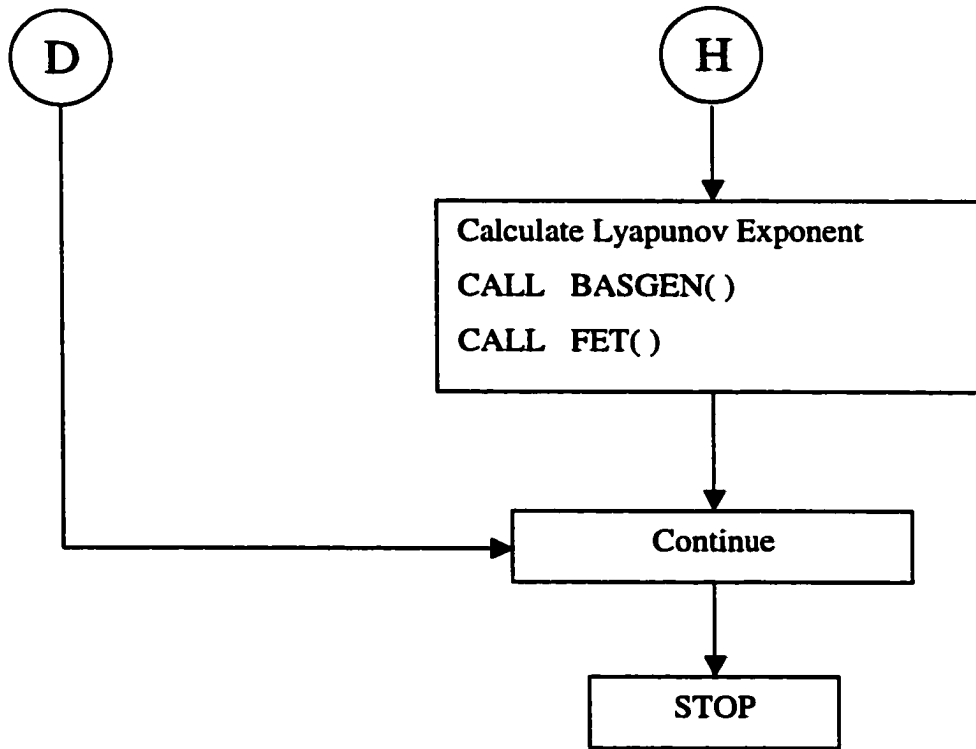 D
H
Calculate Lyapunov Exponent
CALL BASGEN( )
CALL FET( )
Continue
STOP